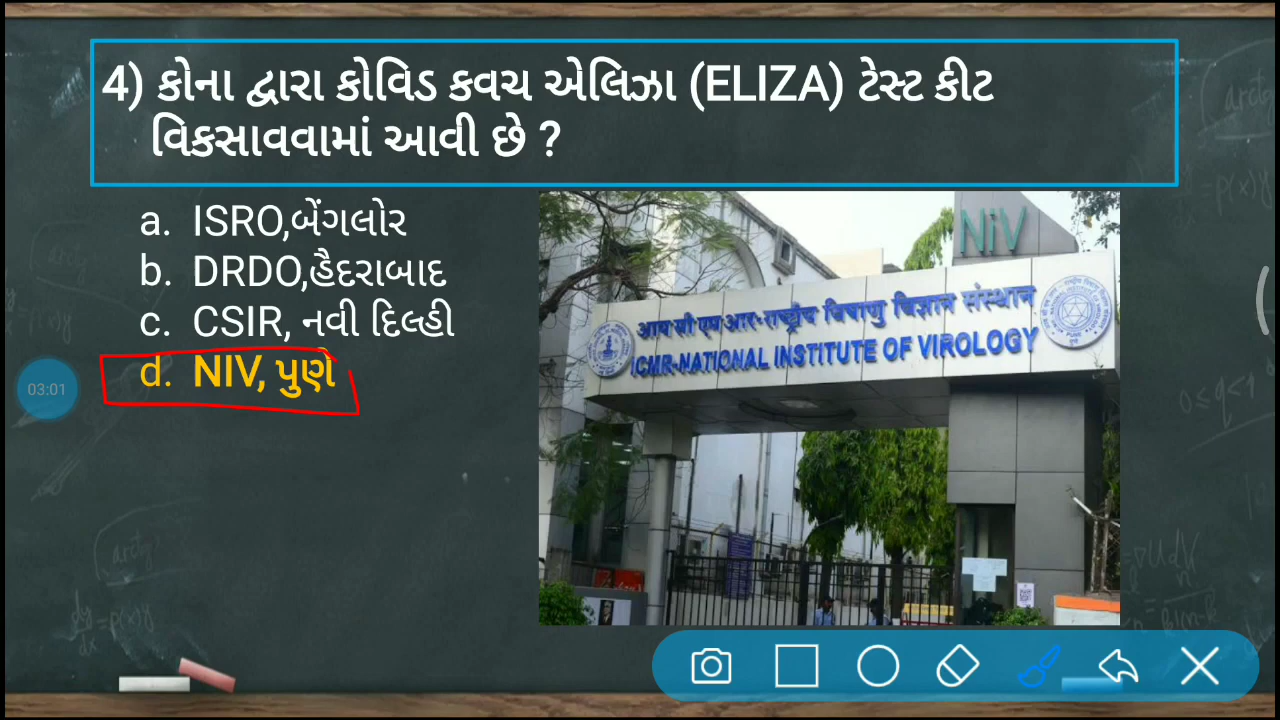 4) કોના દ્વારા કોવિડ કવચ એલિઝા (ELIZA) ટેસ્ટ કીટ
વિકસાવવામાં આવી છે ?
a. ISRO,બેંગલોર
b. DRDO,હૈદરાબાદ
c. CSIR, નવી દિલ્હી
d. NIV, પુણે
03:01
NiV
आय सी एम आर-राष्ट्रीय विषाणु विज्ञान संस्थान
ICMR-NATIONAL INSTITUTE OF VIROLOGY